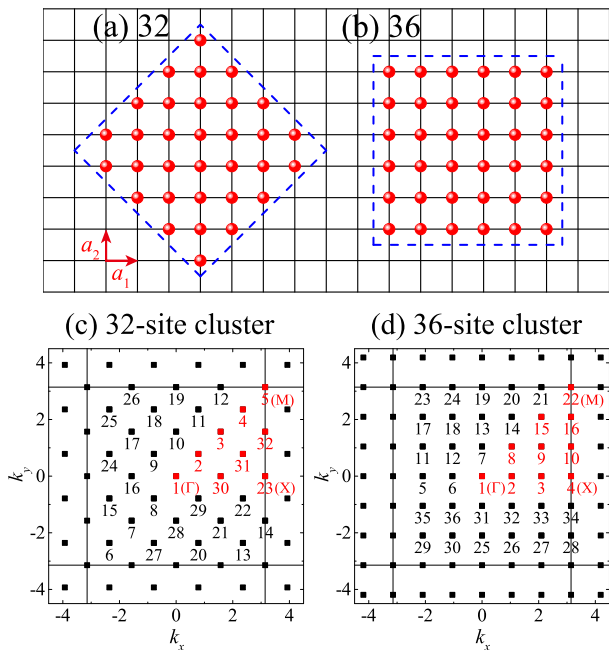 (a) 32 (b) 36
a2
a1
(c) 32-site cluster (d) 36-site cluster
4 26 19 12 5(M)
25 18 11 4
2 17 10 3 32
24 9 2 31
0 16 1(Γ) 30 23(X)
15 8 29 22
-2 7 28 21 14
6 27 20 13
-4
-4 -2 0 2 4
kx
ky
4 23 24 19 20 21 22(M)
2 17 18 13 14 15 16
11 12 7 8 9 10
0 5 6 1(Γ) 2 3 4(X)
35 36 31 32 33 34
-2 29 30 25 26 27 28
-4
-4 -2 0 2 4
kx
ky